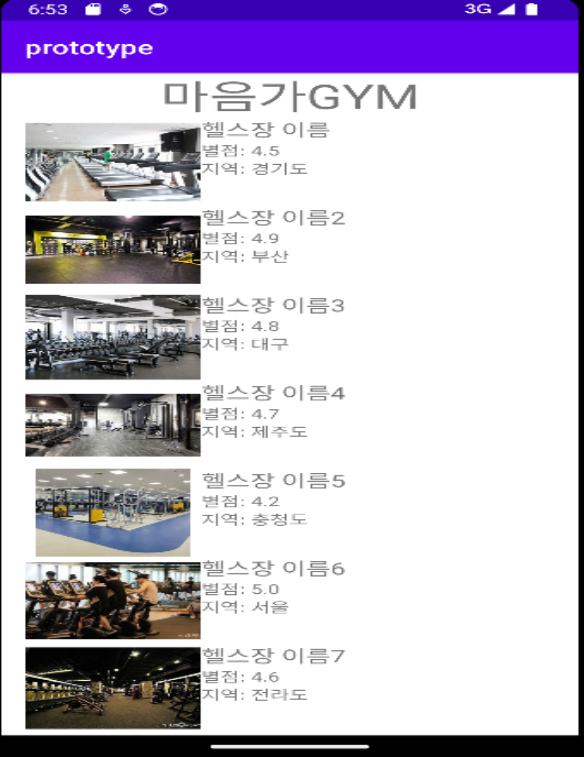 6:53
3G
prototype
마음가GYM
헬스장 이름
별점: 4.5
지역: 경기도
헬스장 이름2
별점: 4.9
지역: 부산
헬스장 이름3
별점: 4.8
지역: 대구
헬스장 이름4
별점: 4.7
지역: 제주도
헬스장 이름5
별점: 4.2
지역: 충청도
헬스장 이름6
별점: 5.0
지역: 서울
헬스장 이름7
별점: 4.6
지역: 전라도